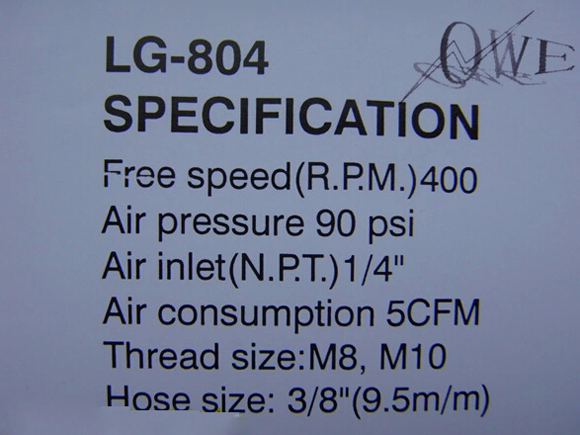 LG-804
OWE
SPECIFICATION
Free speed(R.P.M.)400
Air pressure 90 psi
Air inlet(N.P.T.)1/4"
Air consumption 5CFM
Thread size:M8, M10
Hose size: 3/8"(9.5m/m)